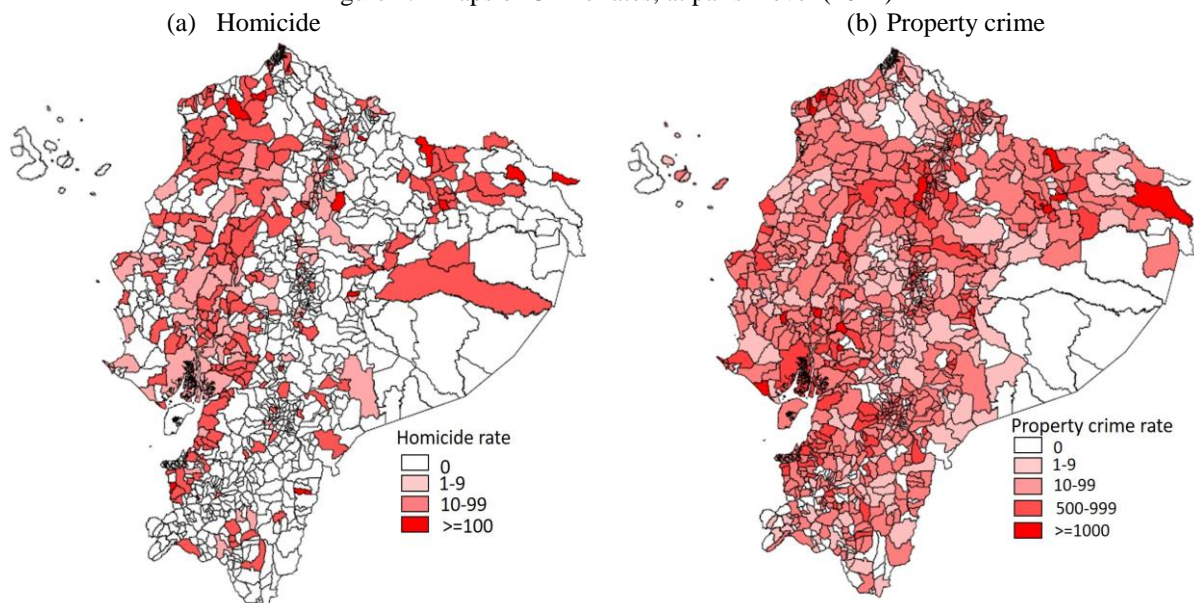 (a) Homicide
(b) Property crime
Homicide rate
0
1-9
10-99
>=100
Property crime rate
0
1-9
10-99
500-999
>=1000